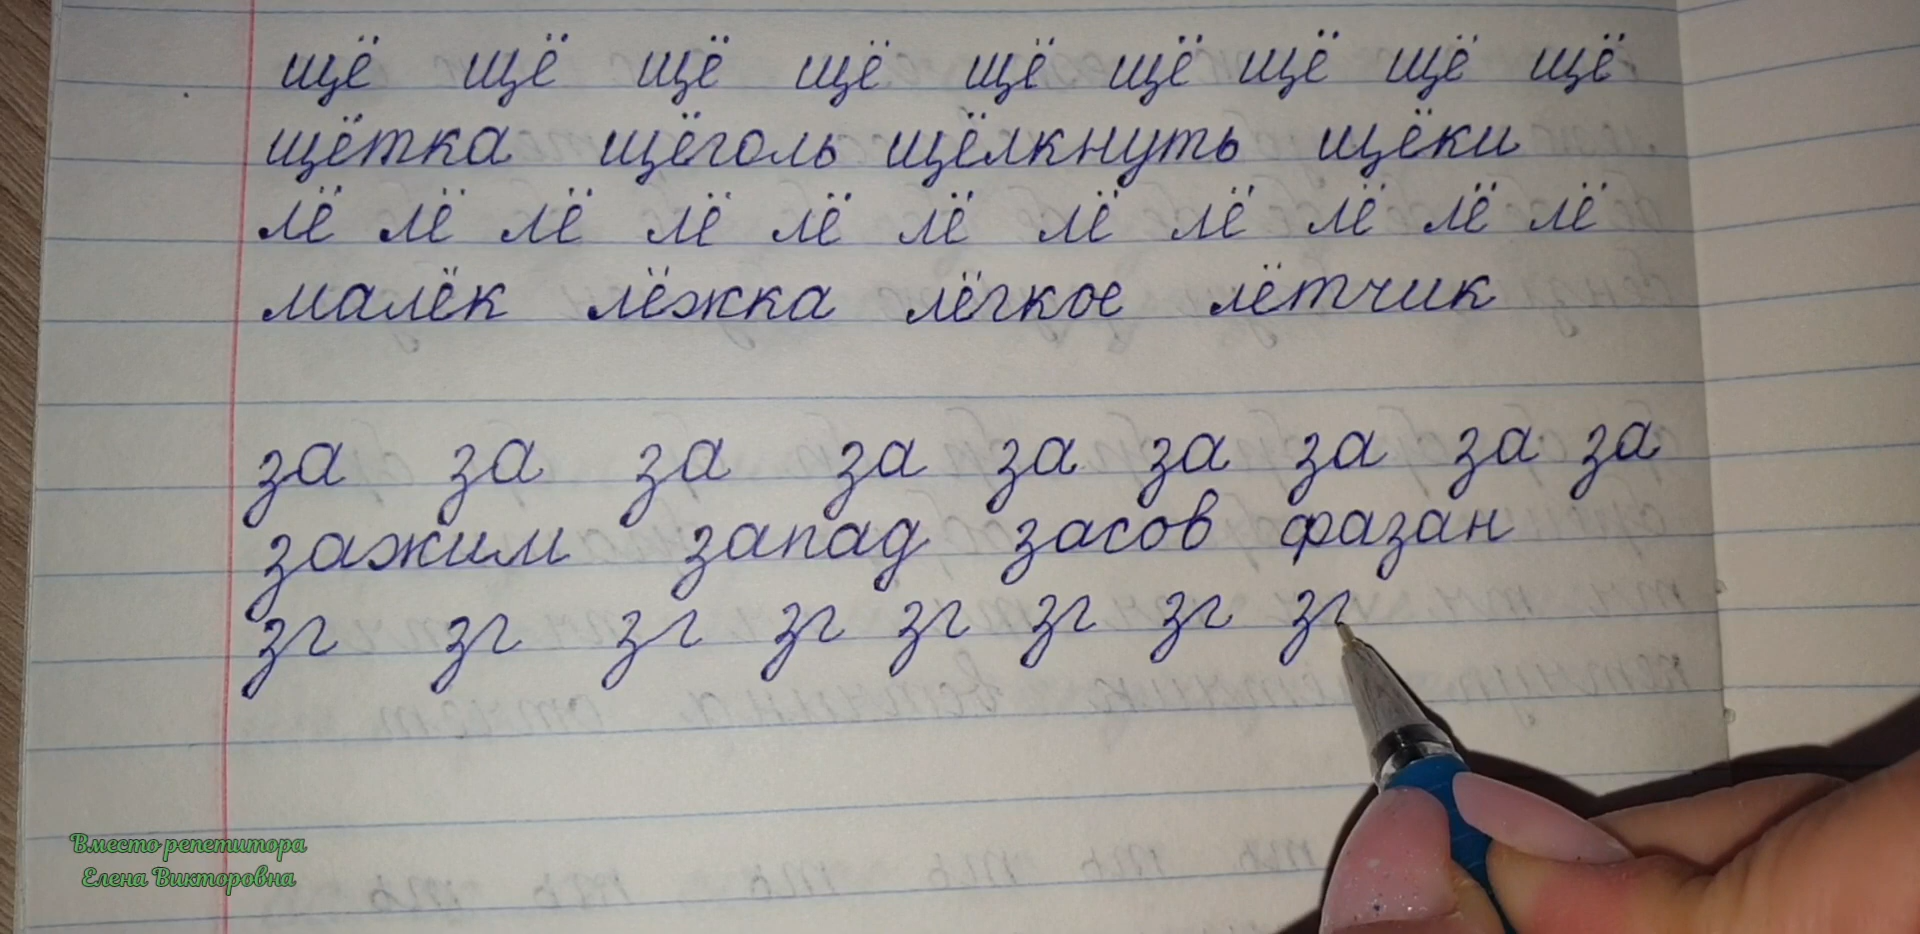 щё щё щё щё щё щё щё щё щё
щётка щёголь щёлкнуть щёки
лё лё лё лё лё лё лё лё лё лё лё
малёк лёжка лёгкое лётчик
за за за за за за за за за
зажим запад засов фазан
зг зг зг зг зг зг зг зг
Вместо репетитора
Елена Викторовна